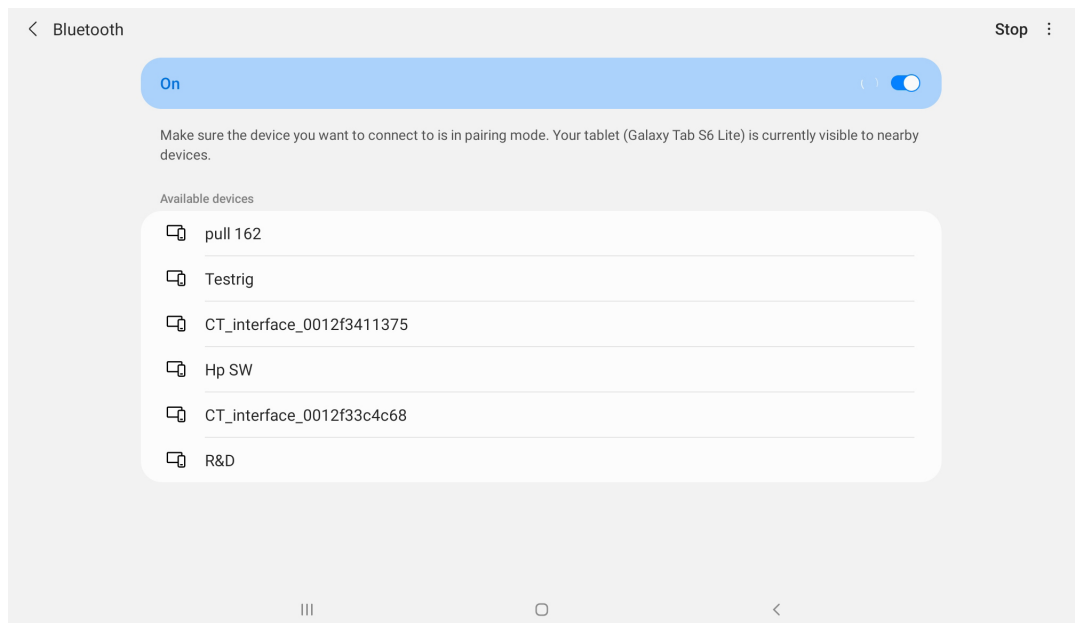 Bluetooth
Stop
On
Make sure the device you want to connect to is in pairing mode. Your tablet (Galaxy Tab S6 Lite) is currently visible to nearby
devices.
Available devices
pull 162
Testrig
CT_interface_0012f3411375
Hp SW
CT_interface_0012f33c4c68
R&D